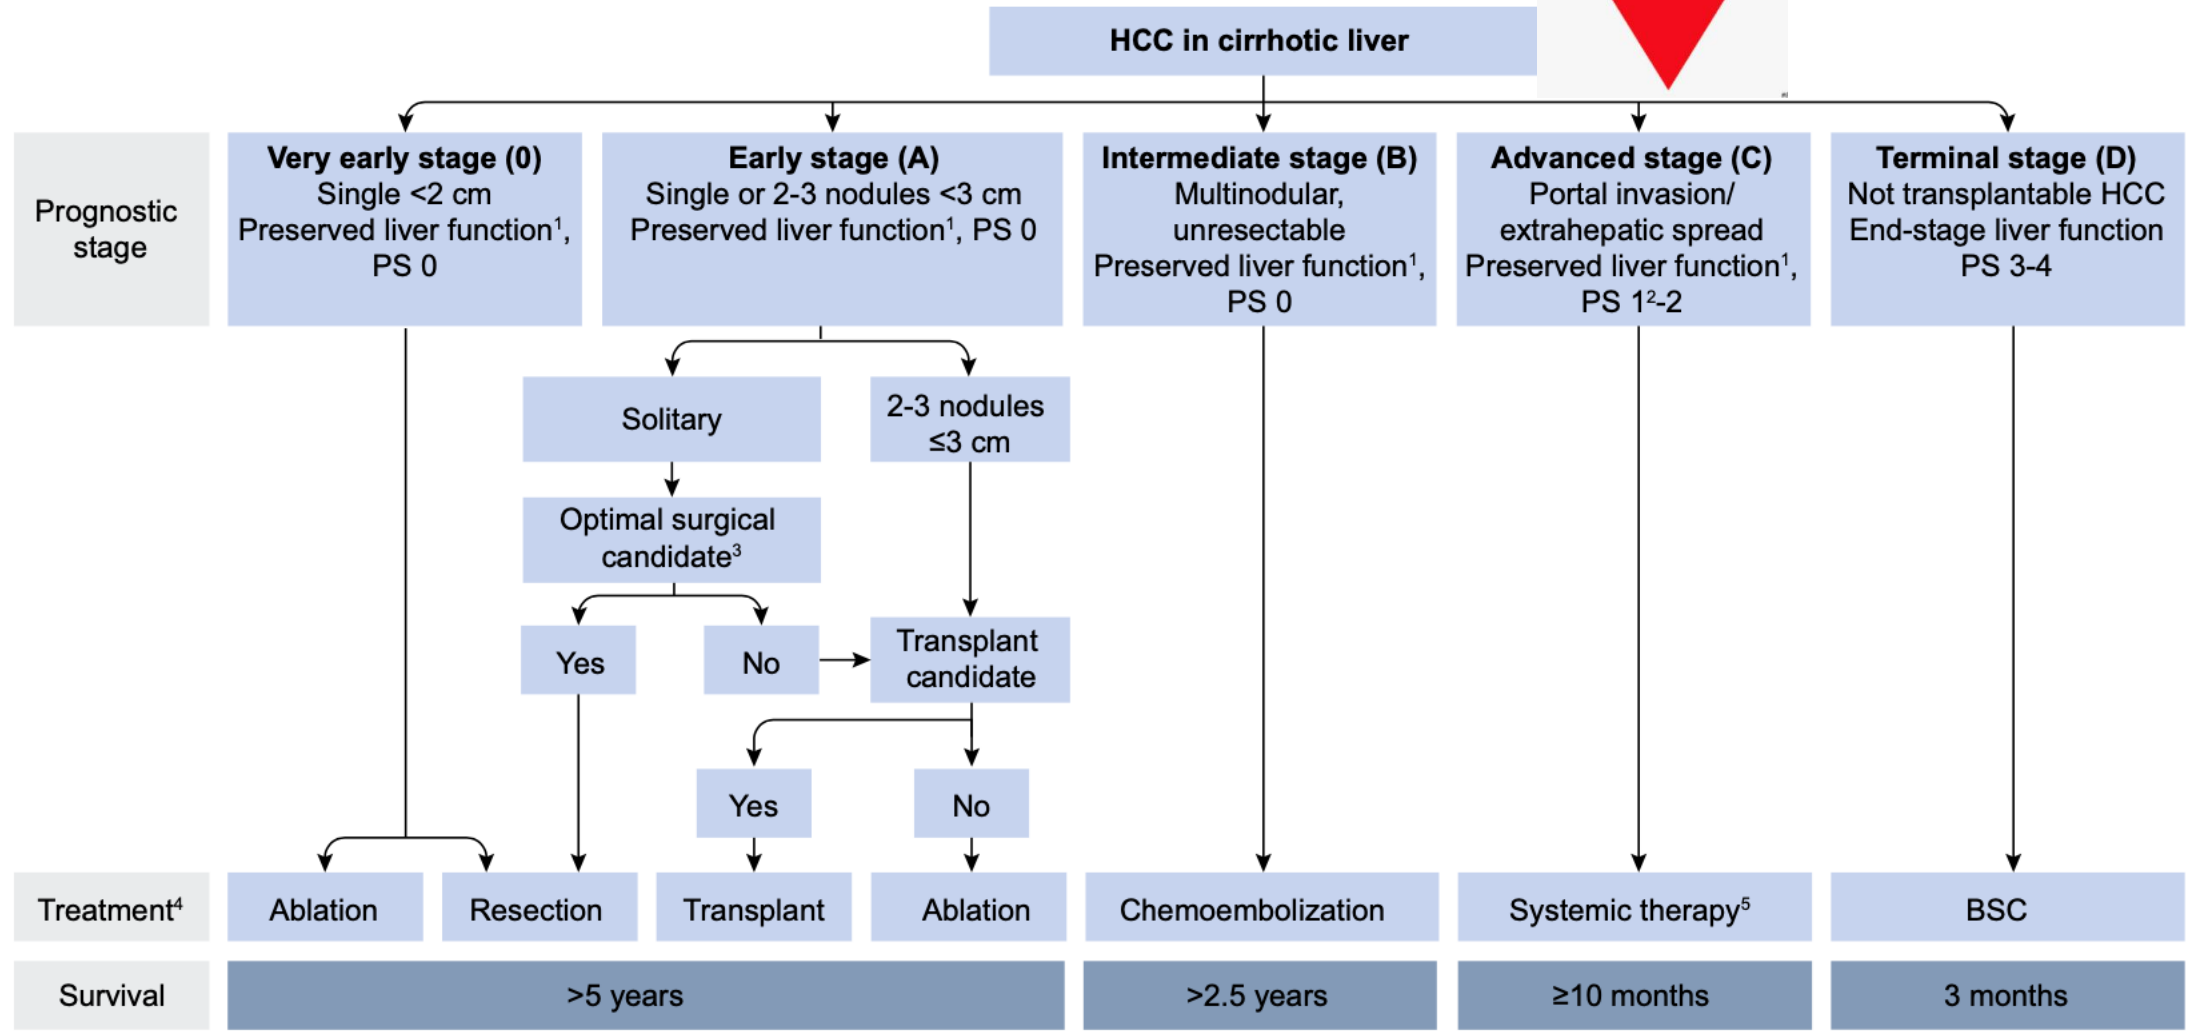 HCC in cirrhotic liver
Prognostic
stage
Very early stage (0)
Single <2 cm
Preserved liver function¹,
PS 0
Early stage (A)
Single or 2-3 nodules <3 cm
Preserved liver function¹, PS 0
Intermediate stage (B)
Multinodular,
unresectable
Preserved liver function¹,
PS 0
Advanced stage (C)
Portal invasion/
extrahepatic spread
Preserved liver function¹,
PS 1²-2
Terminal stage (D)
Not transplantable HCC
End-stage liver function
PS 3-4
Solitary
2-3 nodules
≤3 cm
Optimal surgical
candidate³
Yes
No
Transplant
candidate
Yes
No
Treatment⁴
Ablation
Resection
Transplant
Ablation
Chemoembolization
Systemic therapy⁵
BSC
Survival
>5 years
>2.5 years
≥10 months
3 months